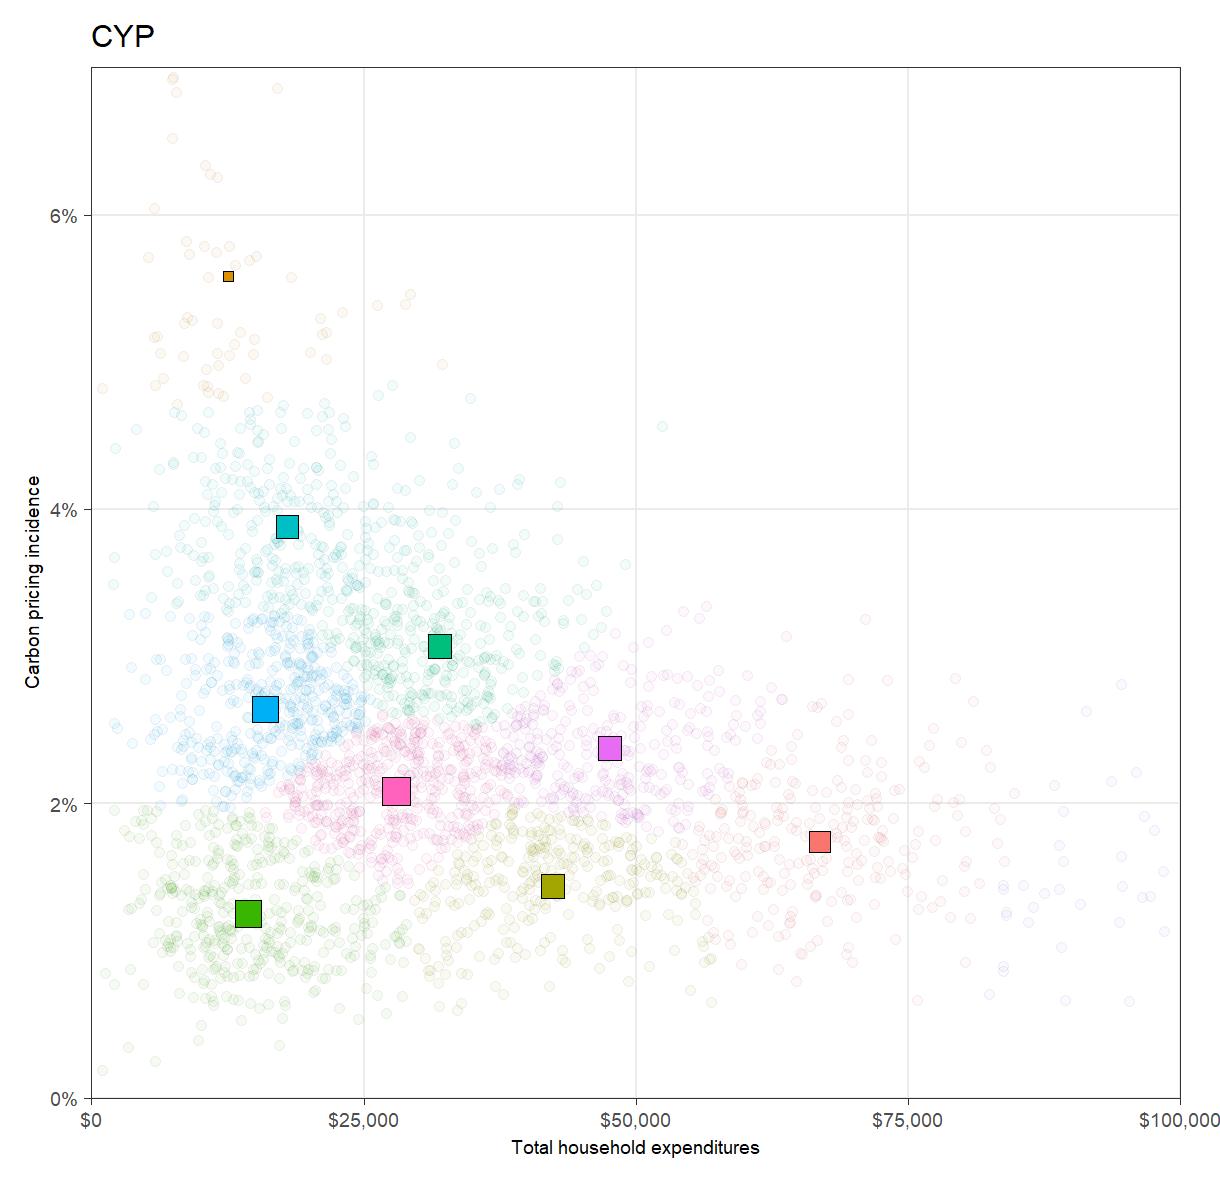 CYP
6%
4%
2%
0%
Carbon pricing incidence
$0 $25,000 $50,000 $75,000 $100,000
Total household expenditures